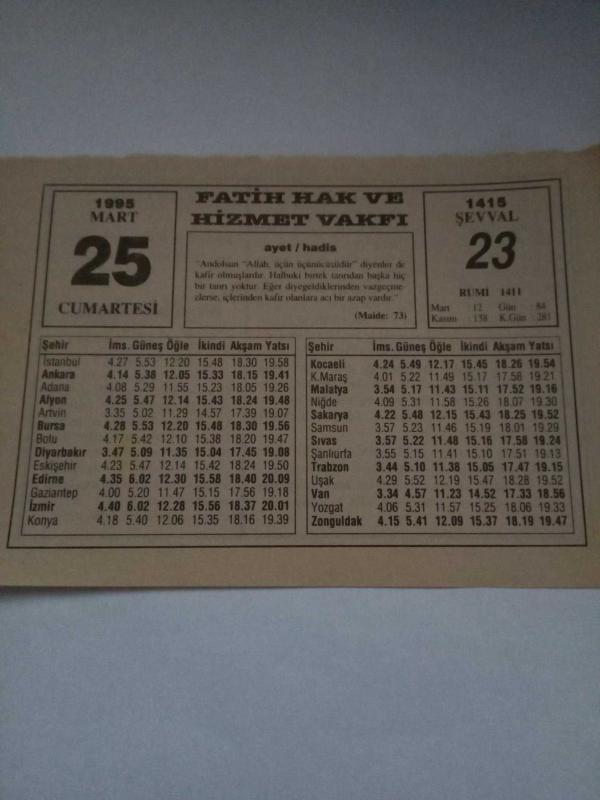 1995
MART
25
CUMARTESİ
FATİH HAK VE
HİZMET VAKFI
ayet / hadis
"Andolsun "Allah, üçün üçüncüsüdür" diyenler de
kafir olmuşlardır. Halbuki birtek tanrıdan başka hiç
bir tanrı yoktur. Eğer diyegeldiklerinden vazgeçme-
zlerse, içlerinden kafir olanlara acı bir azap vardır."
(Maide: 73)
1415
ŞEVVAL
23
RUMİ 1411
Mart : 12 Gün : 84
Kasım : 138 K.Gün : 281
Şehir İms. Güneş Öğle İkindi Akşam Yatsı
İstanbul 4.27 5.53 12.20 15.48 18.30 19.58
Ankara 4.14 5.38 12.05 15.33 18.15 19.41
Adana 4.08 5.29 11.55 15.23 18.05 19.26
Afyon 4.25 5.47 12.14 15.43 18.24 19.48
Artvin 3.35 5.02 11.29 14.57 17.39 19.07
Bursa 4.28 5.53 12.20 15.48 18.30 19.56
Bolu 4.17 5.42 12.10 15.38 18.20 19.47
Diyarbakır 3.47 5.09 11.35 15.04 17.45 19.08
Eskişehir 4.23 5.47 12.14 15.42 18.24 19.50
Edirne 4.35 6.02 12.30 15.58 18.40 20.09
Gaziantep 4.00 5.20 11.47 15.15 17.56 19.18
İzmir 4.40 6.02 12.28 15.56 18.37 20.01
Konya 4.18 5.40 12.06 15.35 18.16 19.39
Şehir İms. Güneş Öğle İkindi Akşam Yatsı
Kocaeli 4.24 5.49 12.17 15.45 18.26 19.54
K.Maraş 4.01 5.22 11.49 15.17 17.58 19.21
Malatya 3.54 5.17 11.43 15.11 17.52 19.16
Niğde 4.09 5.31 11.58 15.26 18.07 19.30
Sakarya 4.22 5.48 12.15 15.43 18.25 19.52
Samsun 3.57 5.23 11.46 15.19 18.01 19.29
Sıvas 3.57 5.22 11.48 15.16 17.58 19.24
Şanlıurfa 3.55 5.15 11.41 15.10 17.51 19.13
Trabzon 3.44 5.10 11.38 15.05 17.47 19.15
Uşak 4.29 5.52 12.19 15.47 18.28 19.52
Van 3.34 4.57 11.23 14.52 17.33 18.56
Yozgat 4.06 5.31 11.57 15.25 18.06 19.33
Zonguldak 4.15 5.41 12.09 15.37 18.19 19.47